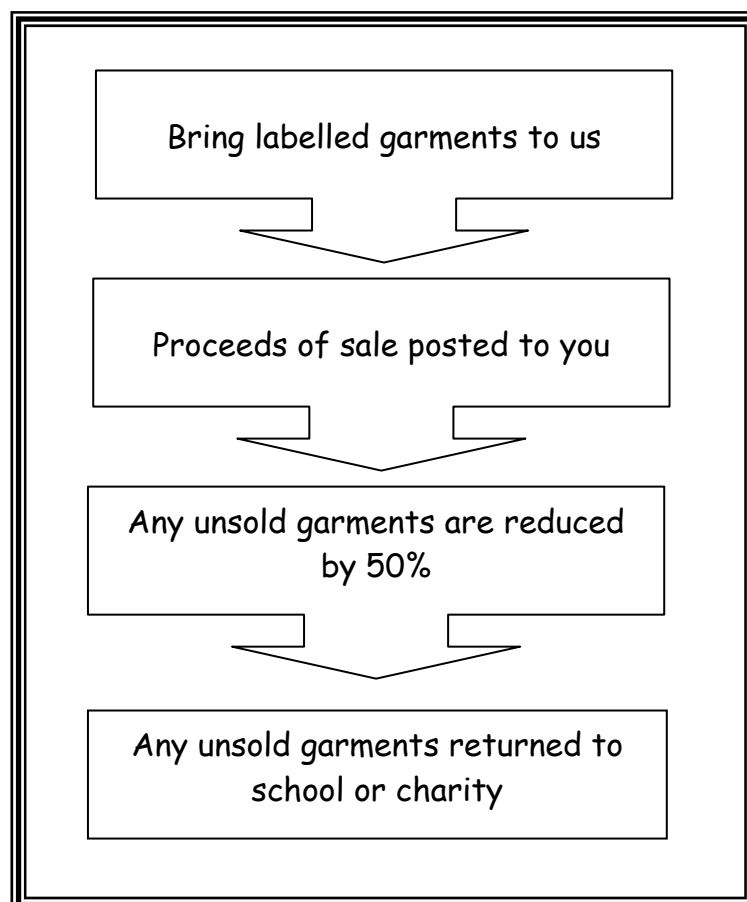 Bring labelled garments to us
Proceeds of sale posted to you
Any unsold garments are reduced
by 50%
Any unsold garments returned to
school or charity